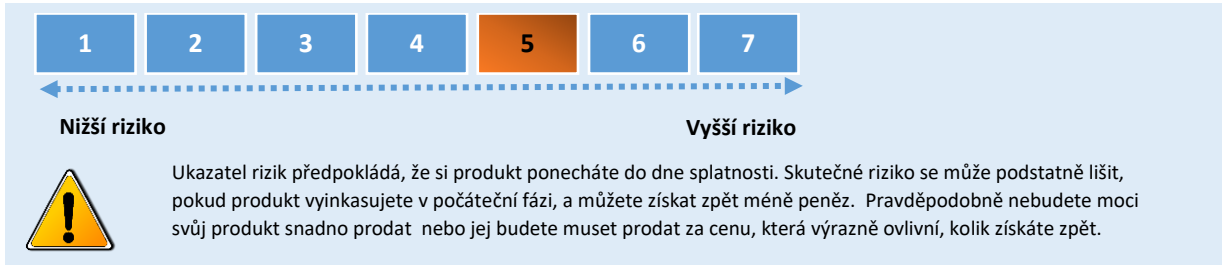 1 2 3 4 5 6 7
Nižší riziko Vyšší riziko
Ukazatel rizik předpokládá, že si produkt ponecháte do dne splatnosti. Skutečné riziko se může podstatně lišit,
pokud produkt vyinkasujete v počáteční fázi, a můžete získat zpět méně peněz. Pravděpodobně nebudete moci
svůj produkt snadno prodat nebo jej budete muset prodat za cenu, která výrazně ovlivní, kolik získáte zpět.